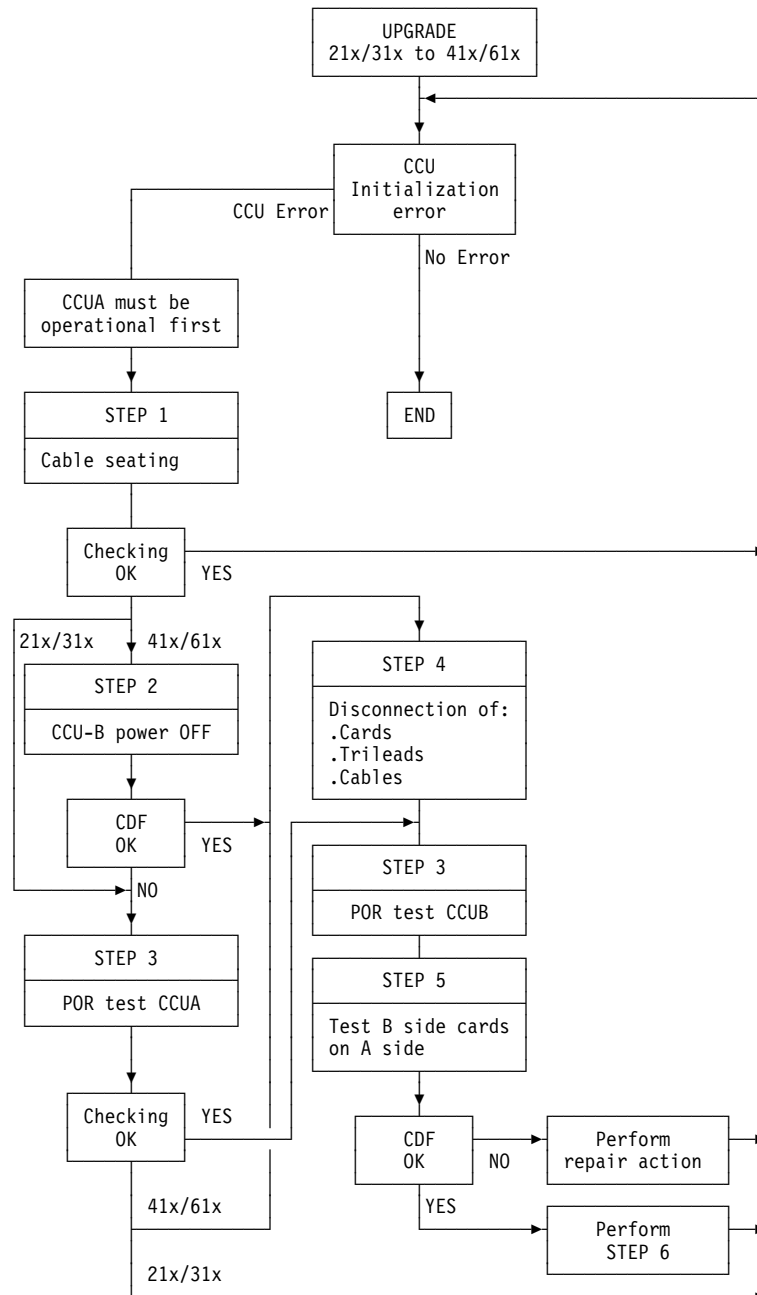 UPGRADE
21x/31x to 41x/61x
CCU
Initialization
error
CCU Error
No Error
CCUA must be
operational first
END
STEP 1
Cable seating
Checking
OK
YES
21x/31x
41x/61x
STEP 2
CCU-B power OFF
CDF
OK
YES
NO
STEP 3
POR test CCUA
Checking
OK
YES
41x/61x
21x/31x
STEP 4
Disconnection of:
.Cards
.Trileads
.Cables
STEP 3
POR test CCUB
STEP 5
Test B side cards
on A side
CDF
OK
NO
YES
Perform
repair action
Perform
STEP 6